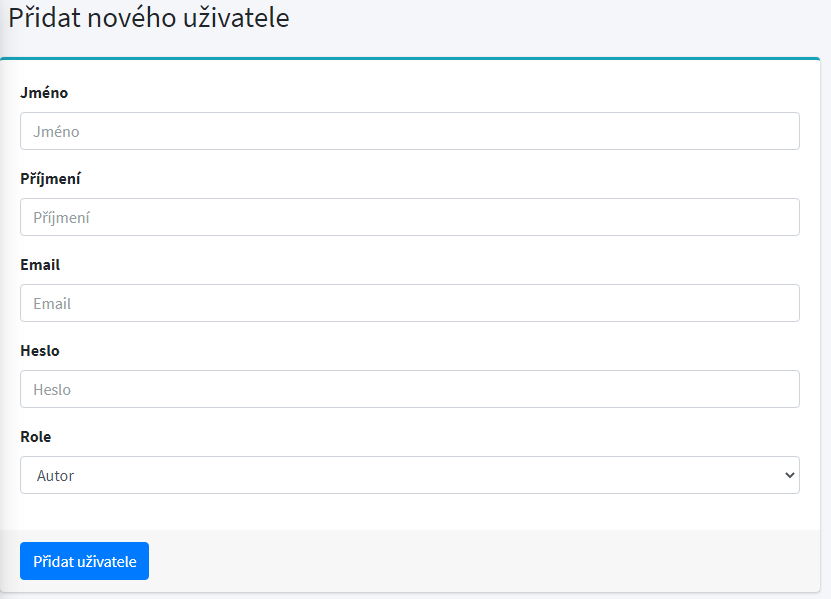 Přidat nového uživatele
Jméno
Jméno
Příjmení
Příjmení
Email
Email
Heslo
Heslo
Role
Autor
Přidat uživatele